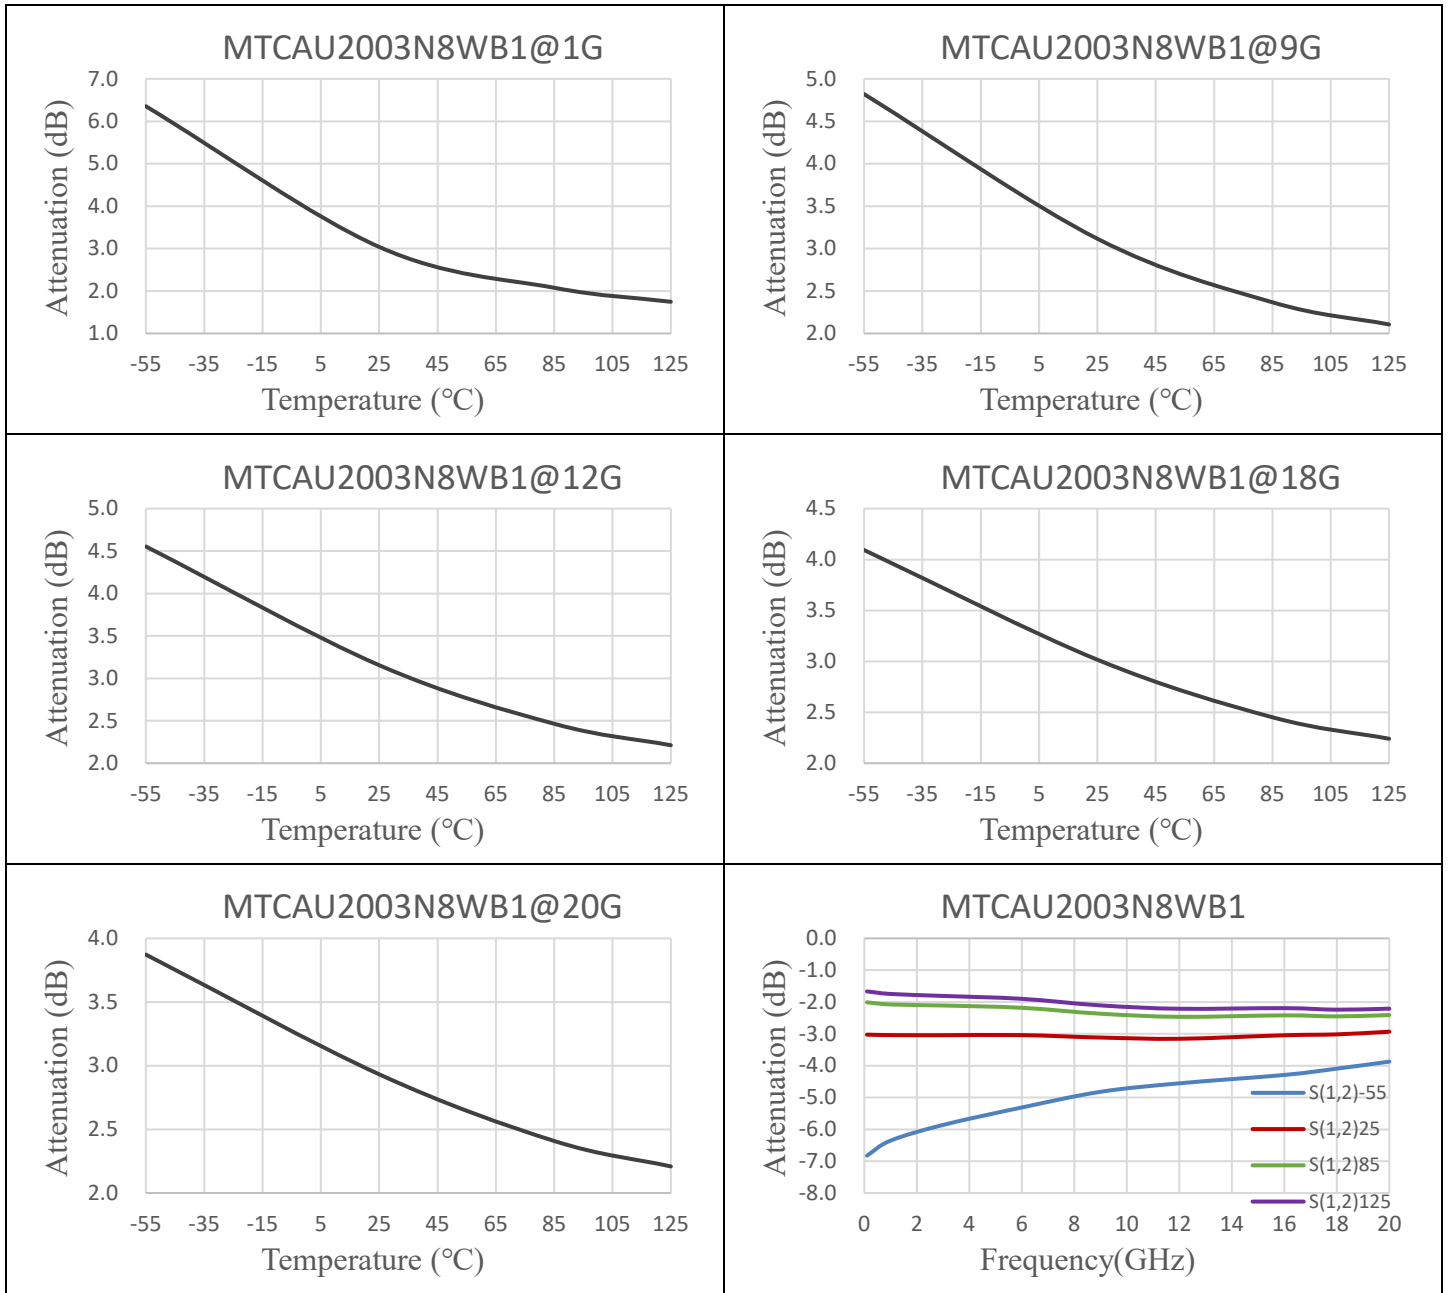 MTCAU2003N8WB1@1G
Attenuation (dB)
7.0
6.0
5.0
4.0
3.0
2.0
1.0
-55 -35 -15 5 25 45 65 85 105 125
Temperature (℃)
MTCAU2003N8WB1@9G
Attenuation (dB)
5.0
4.5
4.0
3.5
3.0
2.5
2.0
-55 -35 -15 5 25 45 65 85 105 125
Temperature (℃)
MTCAU2003N8WB1@12G
Attenuation (dB)
5.0
4.5
4.0
3.5
3.0
2.5
2.0
-55 -35 -15 5 25 45 65 85 105 125
Temperature (℃)
MTCAU2003N8WB1@18G
Attenuation (dB)
4.5
4.0
3.5
3.0
2.5
2.0
-55 -35 -15 5 25 45 65 85 105 125
Temperature (℃)
MTCAU2003N8WB1@20G
Attenuation (dB)
4.0
3.5
3.0
2.5
2.0
-55 -35 -15 5 25 45 65 85 105 125
Temperature (℃)
MTCAU2003N8WB1
Attenuation (dB)
0.0
-1.0
-2.0
-3.0
-4.0
-5.0
-6.0
-7.0
-8.0
S(1,2)-55
S(1,2)25
S(1,2)85
S(1,2)125
0 2 4 6 8 10 12 14 16 18 20
Frequency(GHz)